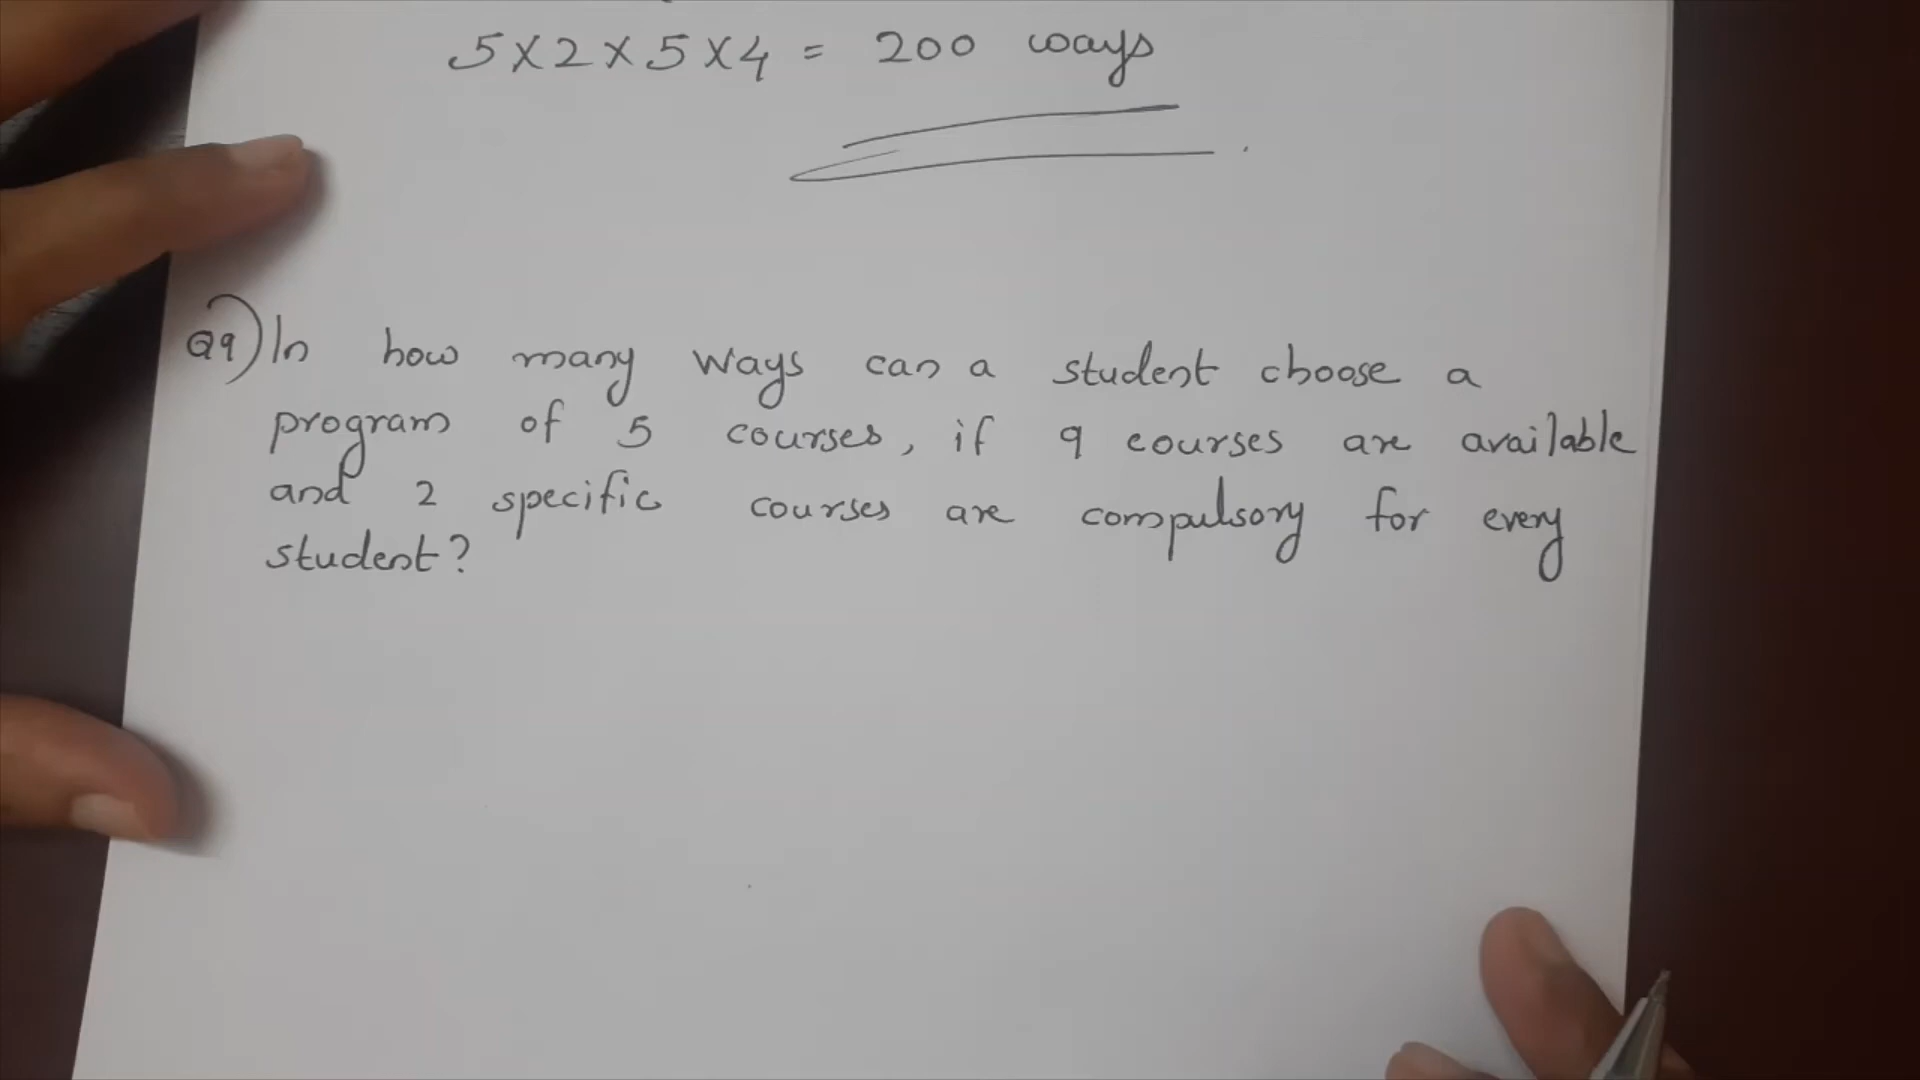 5×2×5×4 = 200 ways
Q9) In how many ways can a student choose a
program of 5 courses, if 9 courses are available
and 2 specific courses are compulsory for every
student?